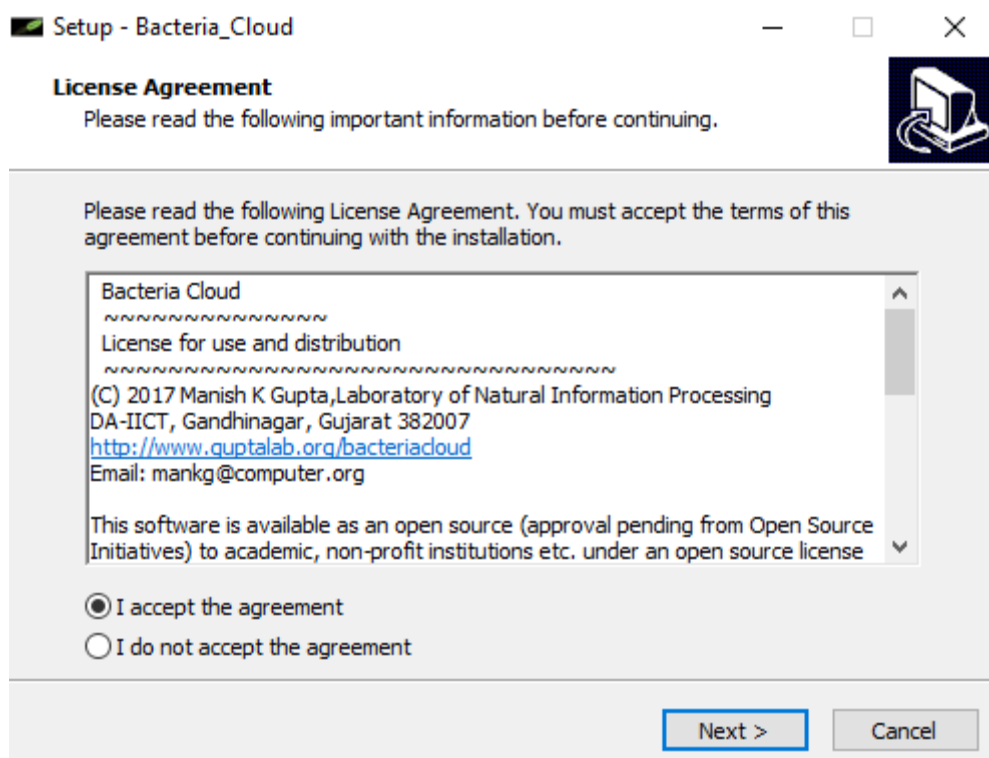 Setup - Bacteria_Cloud
License Agreement
Please read the following important information before continuing.
Please read the following License Agreement. You must accept the terms of this
agreement before continuing with the installation.
Bacteria Cloud
~~~~~~~~~~~~~~
License for use and distribution
~~~~~~~~~~~~~~~~~~~~~~~~~~~~~~~~
(C) 2017 Manish K Gupta,Laboratory of Natural Information Processing
DA-IICT, Gandhinagar, Gujarat 382007
http://www.guptalab.org/bacteriacloud
Email: mankg@computer.org
This software is available as an open source (approval pending from Open Source
Initiatives) to academic, non-profit institutions etc. under an open source license
I accept the agreement
I do not accept the agreement
Next >
Cancel